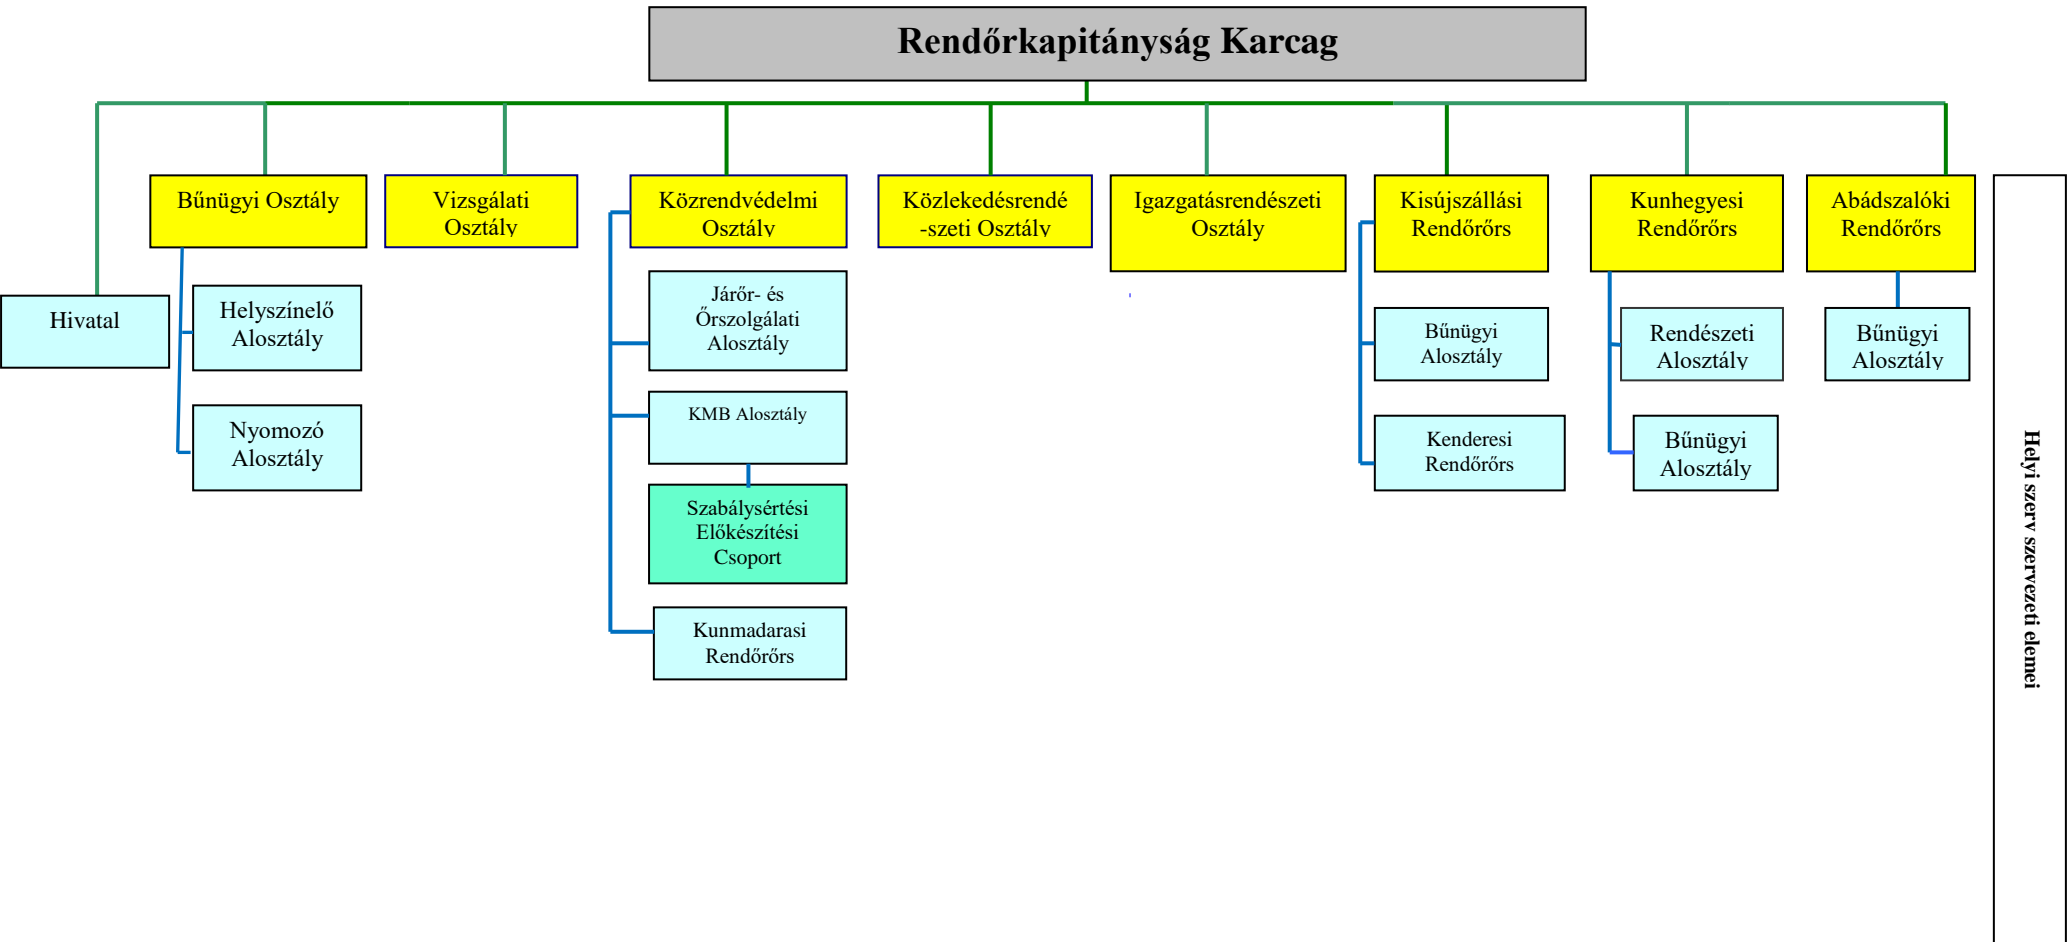 Rendőrkapitányság Karcag
Bűnügyi Osztály
Vizsgálati
Osztály
Közrendvédelmi
Osztály
Közlekedésrendé
-szeti Osztály
Igazgatásrendészeti
Osztály
Kisújszállási
Rendőrőrs
Kunhegyesi
Rendőrőrs
Abádszalóki
Rendőrőrs
Hivatal
Helyszínelő
Alosztály
Nyomozó
Alosztály
Járőr- és
Őrszolgálati
Alosztály
KMB Alosztály
Szabálysértési
Előkészítési
Csoport
Kunmadarasi
Rendőrőrs
Bűnügyi
Alosztály
Kenderesi
Rendőrőrs
Rendészeti
Alosztály
Bűnügyi
Alosztály
Bűnügyi
Alosztály
Helyi szerv szervezeti elemei